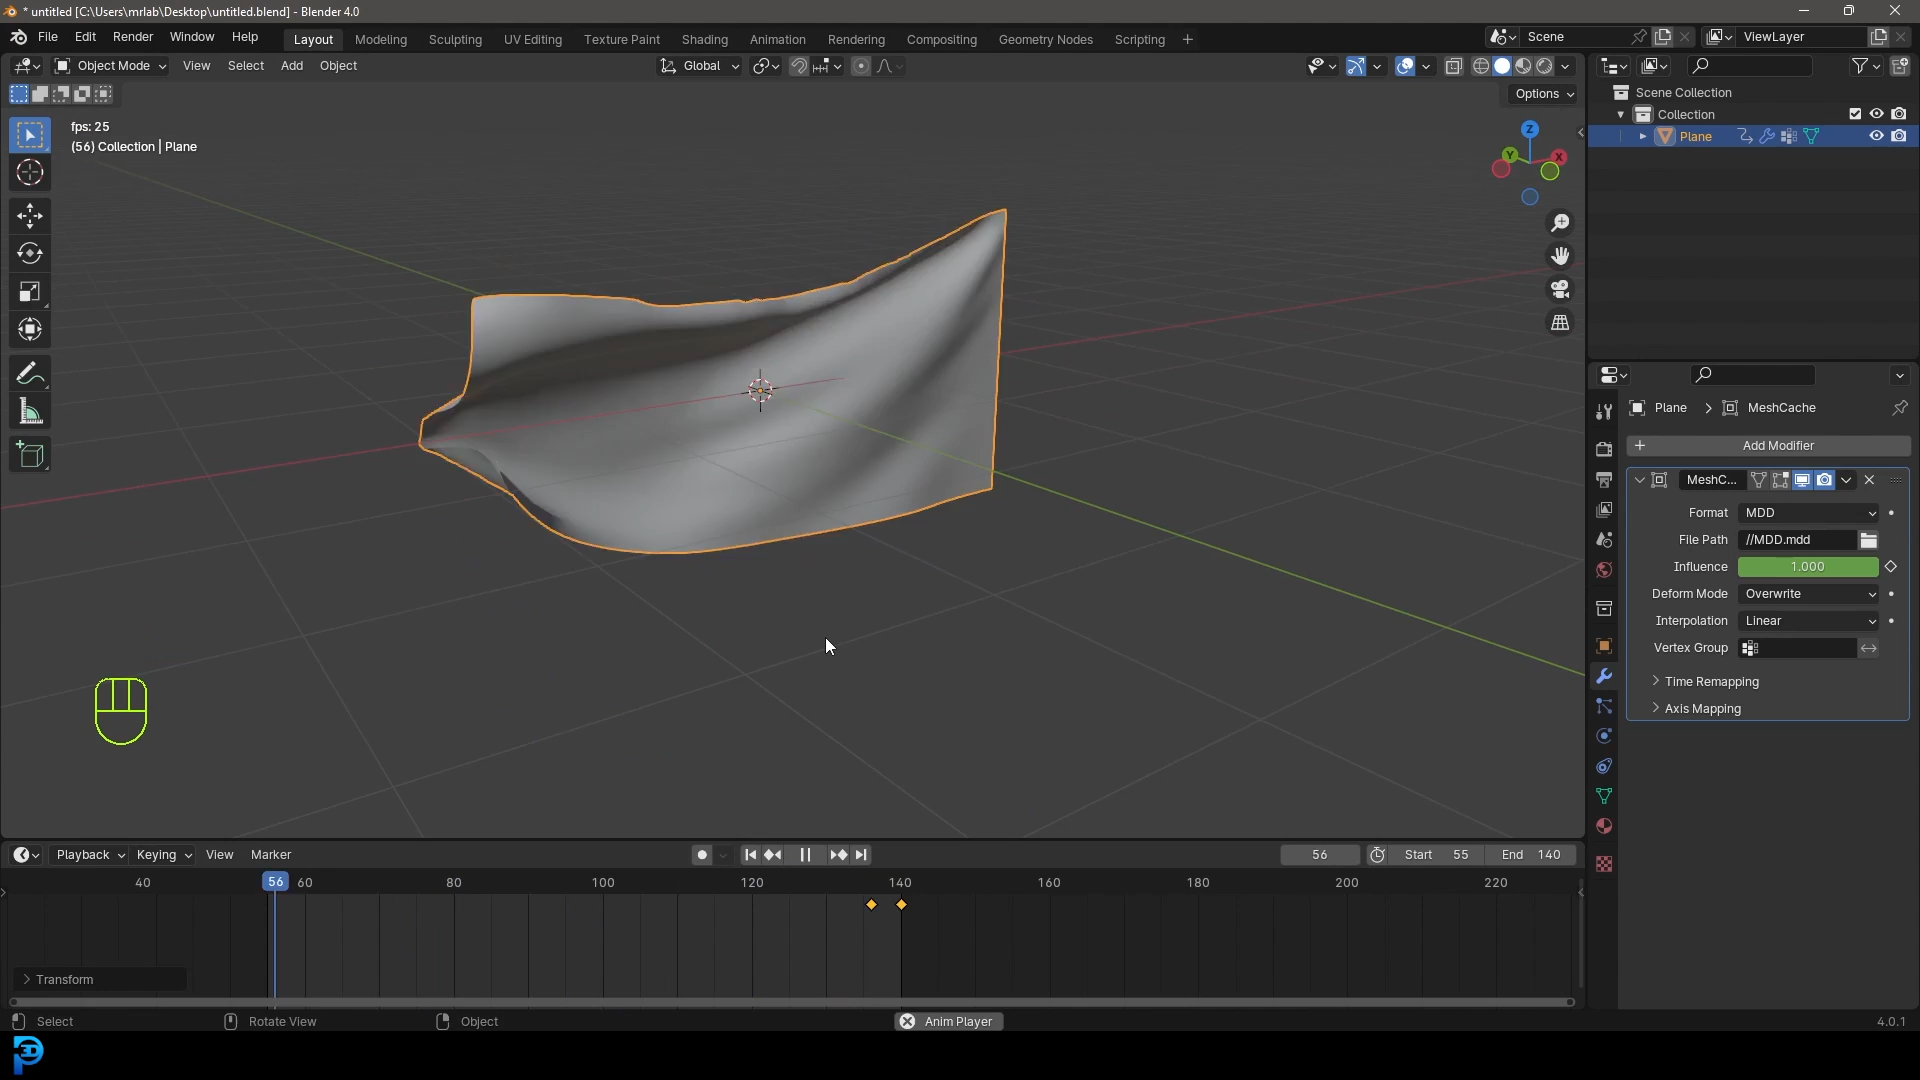 * untitled [C:\Users\mrlab\Desktop\untitled.blend] - Blender 4.0
File Edit Render Window Help Layout Modeling Sculpting UV Editing Texture Paint Shading Animation Rendering Compositing Geometry Nodes Scripting + Scene ViewLayer
Object Mode View Select Add Object Global
Options
fps: 25
(56) Collection | Plane
Z
Y
X
Scene Collection
Collection
Plane
Plane > MeshCache
+ Add Modifier
MeshC...
Format MDD
File Path //MDD.mdd
Influence 1.000
Deform Mode Overwrite
Interpolation Linear
Vertex Group
> Time Remapping
> Axis Mapping
Playback Keying View Marker 56 Start 55 End 140
40 56 60 80 100 120 140 160 180 200 220
> Transform
Select Rotate View Object Anim Player 4.0.1
3D